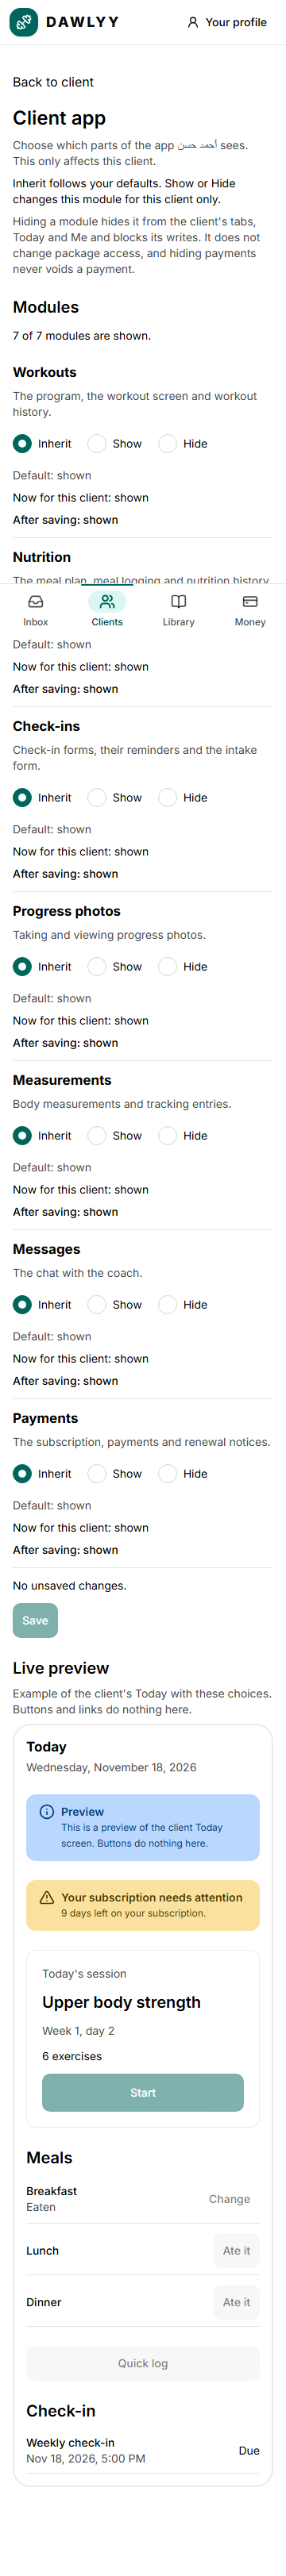 DAWLYY
Your profile
Back to client
Client app
Choose which parts of the app أحمد حسن sees.
This only affects this client.
Inherit follows your defaults. Show or Hide
changes this module for this client only.
Hiding a module hides it from the client's tabs,
Today and Me and blocks its writes. It does not
change package access, and hiding payments
never voids a payment.
Modules
7 of 7 modules are shown.
Workouts
The program, the workout screen and workout
history.
Inherit Show Hide
Default: shown
Now for this client: shown
After saving: shown
Nutrition
The meal plan, meal logging and nutrition history.
Inbox Clients Library Money
Default: shown
Now for this client: shown
After saving: shown
Check-ins
Check-in forms, their reminders and the intake
form.
Inherit Show Hide
Default: shown
Now for this client: shown
After saving: shown
Progress photos
Taking and viewing progress photos.
Inherit Show Hide
Default: shown
Now for this client: shown
After saving: shown
Measurements
Body measurements and tracking entries.
Inherit Show Hide
Default: shown
Now for this client: shown
After saving: shown
Messages
The chat with the coach.
Inherit Show Hide
Default: shown
Now for this client: shown
After saving: shown
Payments
The subscription, payments and renewal notices.
Inherit Show Hide
Default: shown
Now for this client: shown
After saving: shown
No unsaved changes.
Save
Live preview
Example of the client's Today with these choices.
Buttons and links do nothing here.
Today
Wednesday, November 18, 2026
Preview
This is a preview of the client Today
screen. Buttons do nothing here.
Your subscription needs attention
9 days left on your subscription.
Today's session
Upper body strength
Week 1, day 2
6 exercises
Start
Meals
Breakfast
Eaten
Change
Lunch
Ate it
Dinner
Ate it
Quick log
Check-in
Weekly check-in
Nov 18, 2026, 5:00 PM
Due